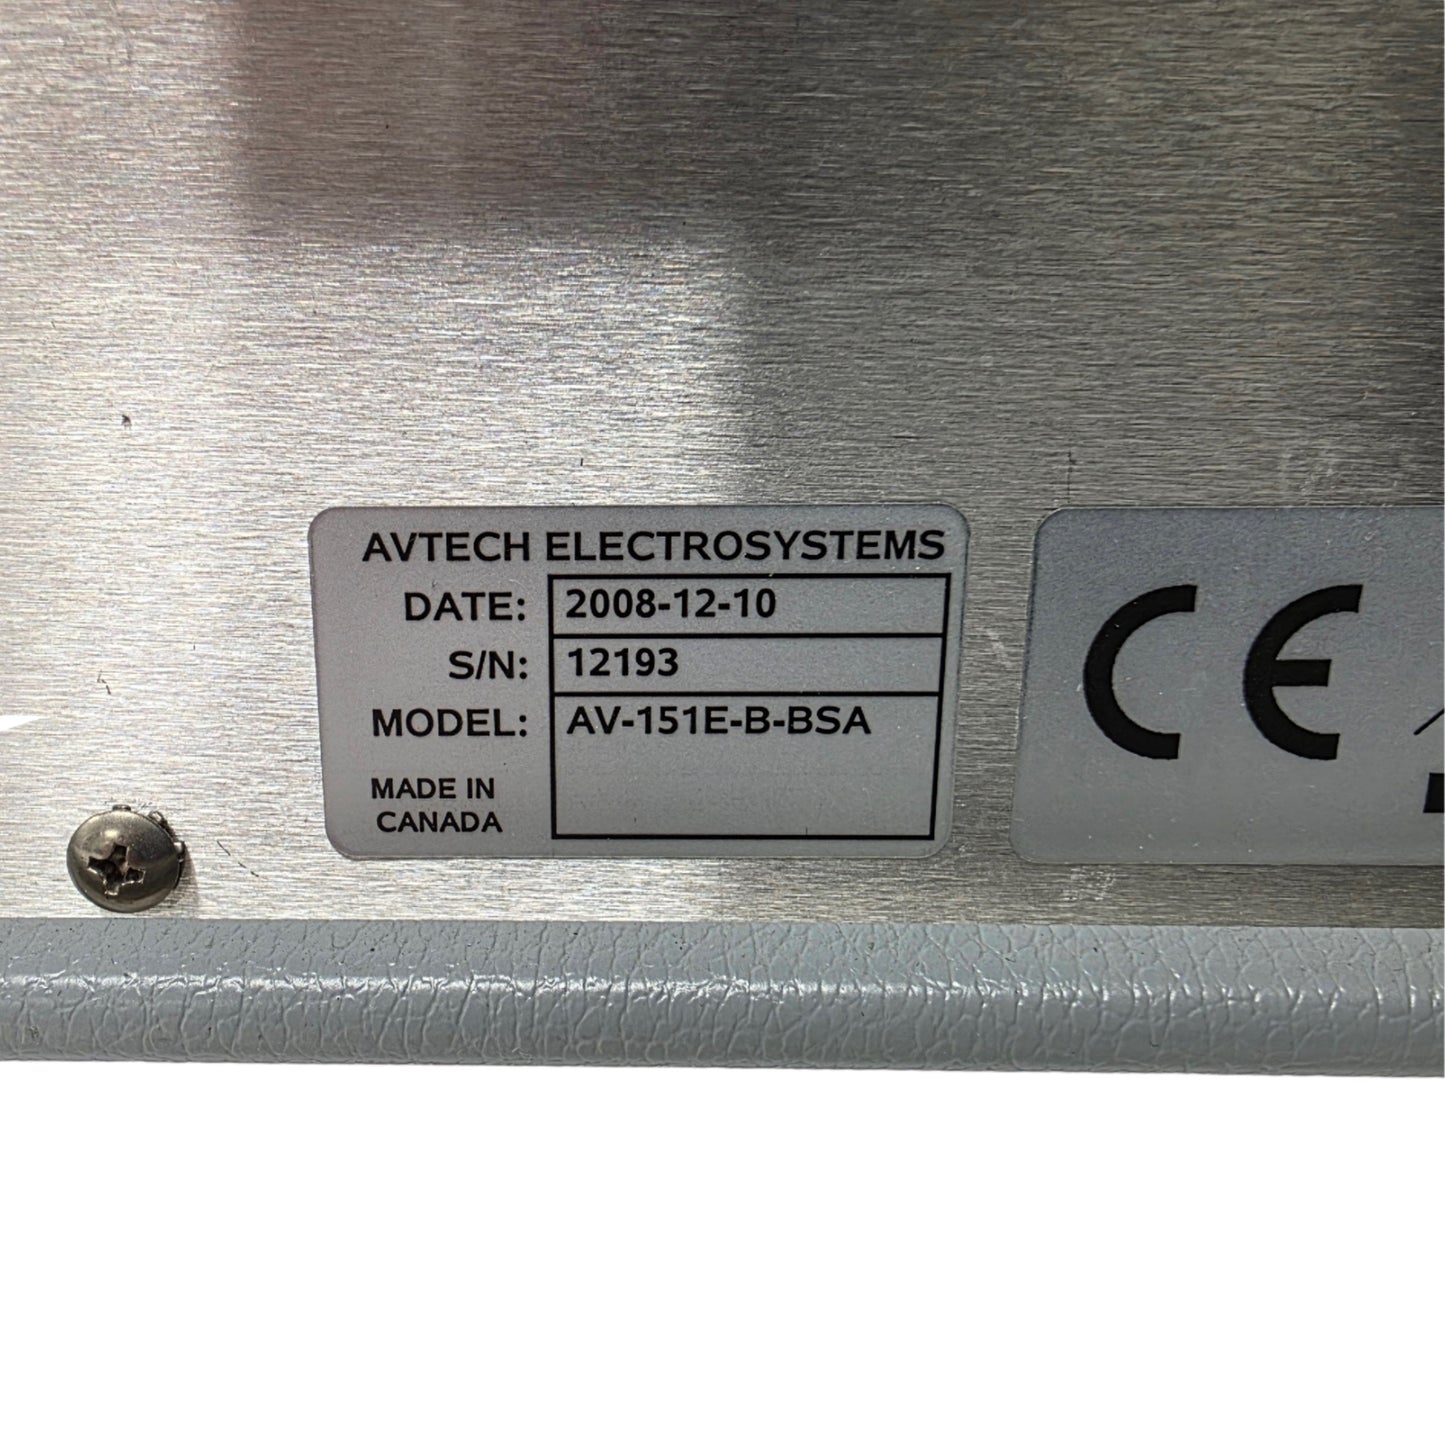 AVTECH ELECTROSYSTEMS
DATE: 2008-12-10
S/N: 12193
MODEL: AV-151E-B-BSA
MADE IN
CANADA
CE